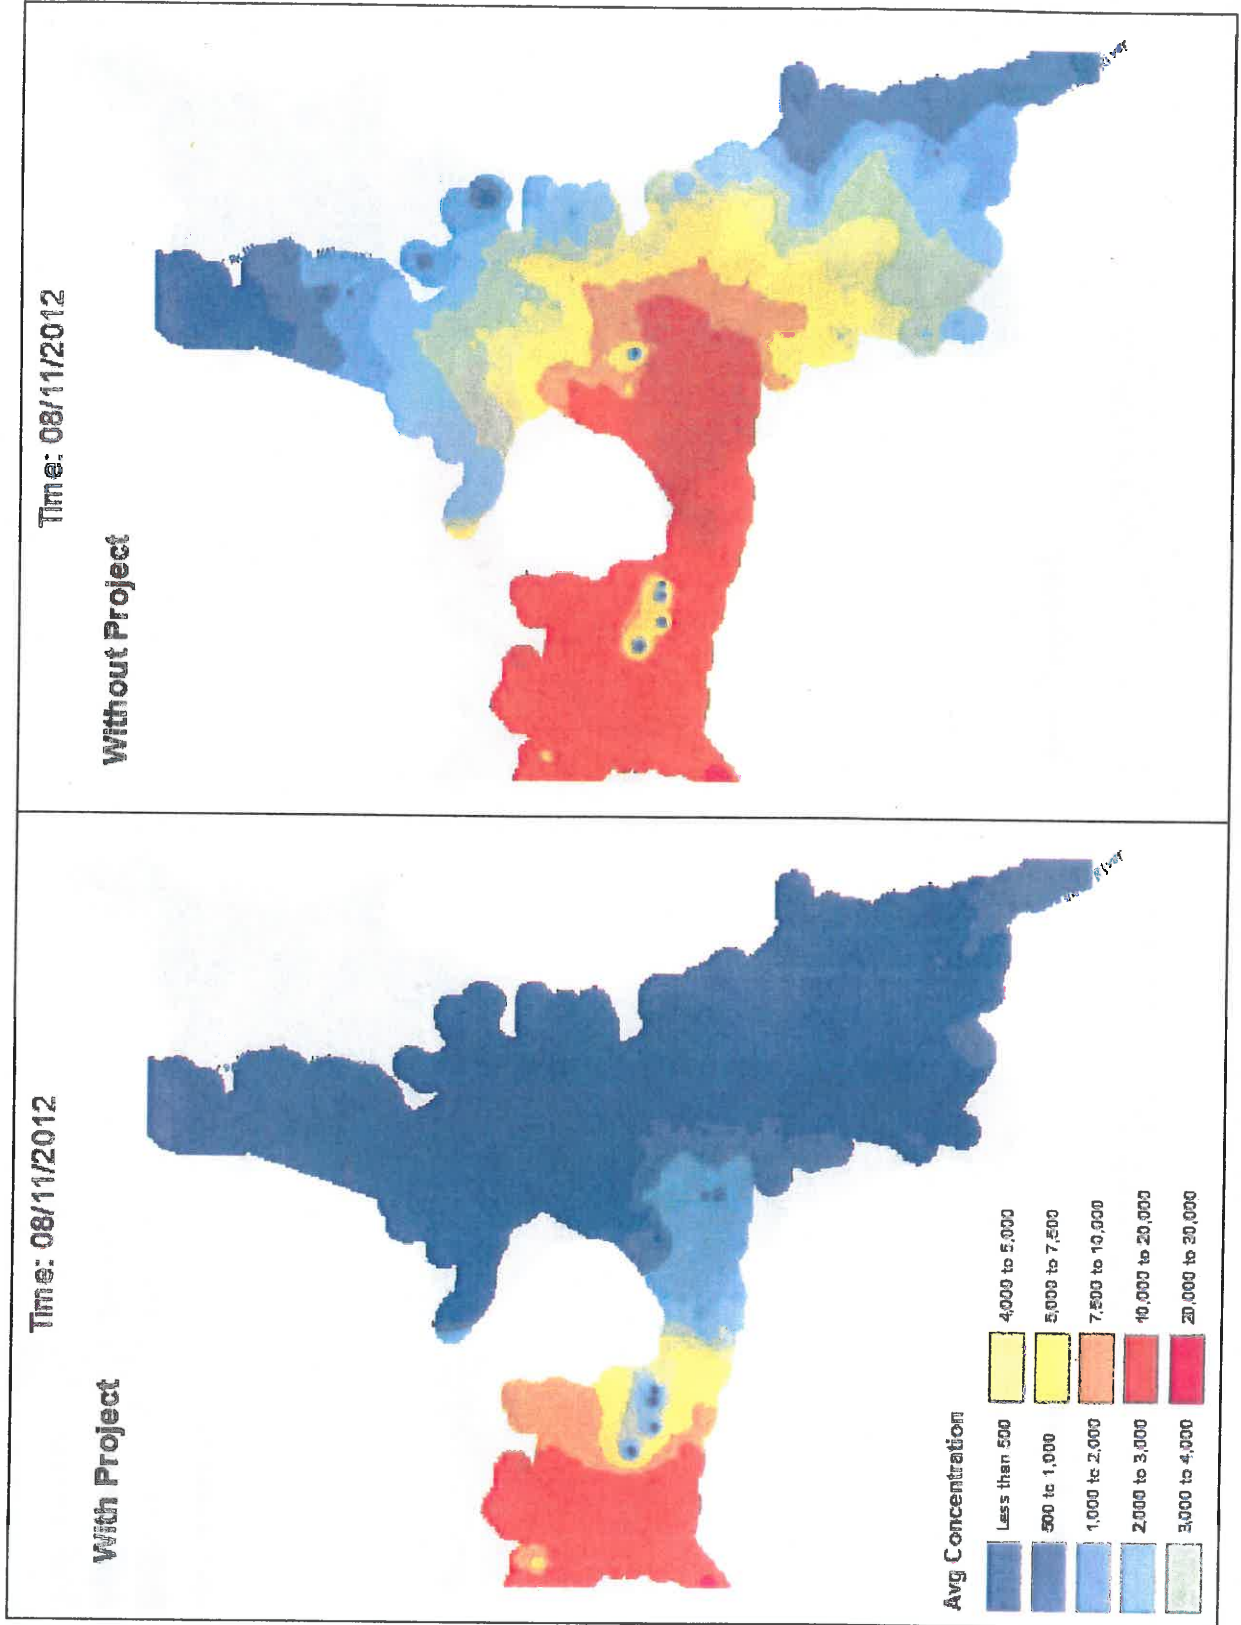 Time: 08/11/2012
With Project
River
Avg Concentration
Less than 500
500 to 1,000
1,000 to 2,000
2,000 to 3,000
3,000 to 4,000
4,000 to 5,000
5,000 to 7,500
7,500 to 10,000
10,000 to 20,000
20,000 to 30,000
Time: 08/11/2012
Without Project
River